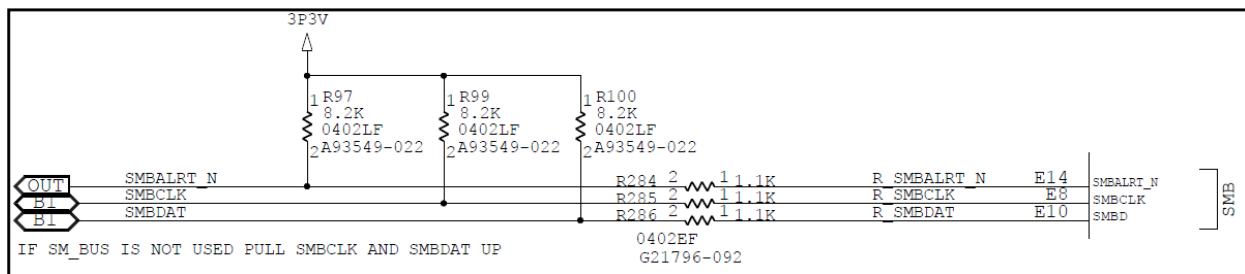 3P3V
1 R97
8.2K
0402LF
2 A93549-022
1 R99
8.2K
0402LF
2 A93549-022
1 R100
8.2K
0402LF
2 A93549-022
OUT SMBALRT_N R284 2 1 1.1K R_SMBALRT_N E14 SMBALRT_N
BI SMBCLK R285 2 1 1.1K R_SMBCLK E8 SMBCLK
BI SMBDAT R286 2 1 1.1K R_SMBDAT E10 SMBD
SMB
0402EF
G21796-092
IF SM_BUS IS NOT USED PULL SMBCLK AND SMBDAT UP